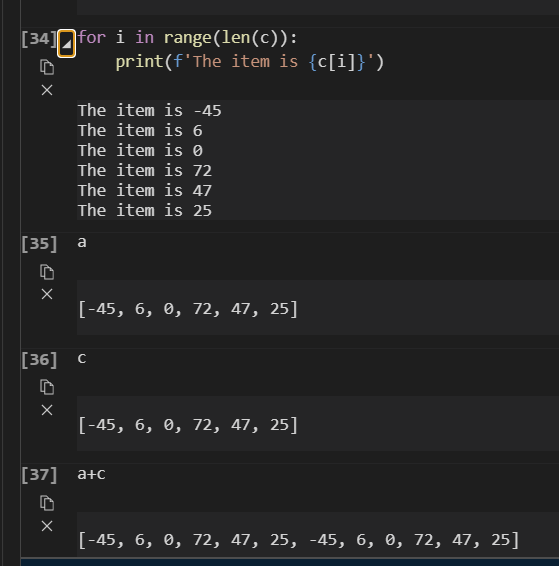 [34] for i in range(len(c)):
print(f'The item is {c[i]}')
The item is -45
The item is 6
The item is 0
The item is 72
The item is 47
The item is 25
[35] a
[-45, 6, 0, 72, 47, 25]
[36] c
[-45, 6, 0, 72, 47, 25]
[37] a+c
[-45, 6, 0, 72, 47, 25, -45, 6, 0, 72, 47, 25]